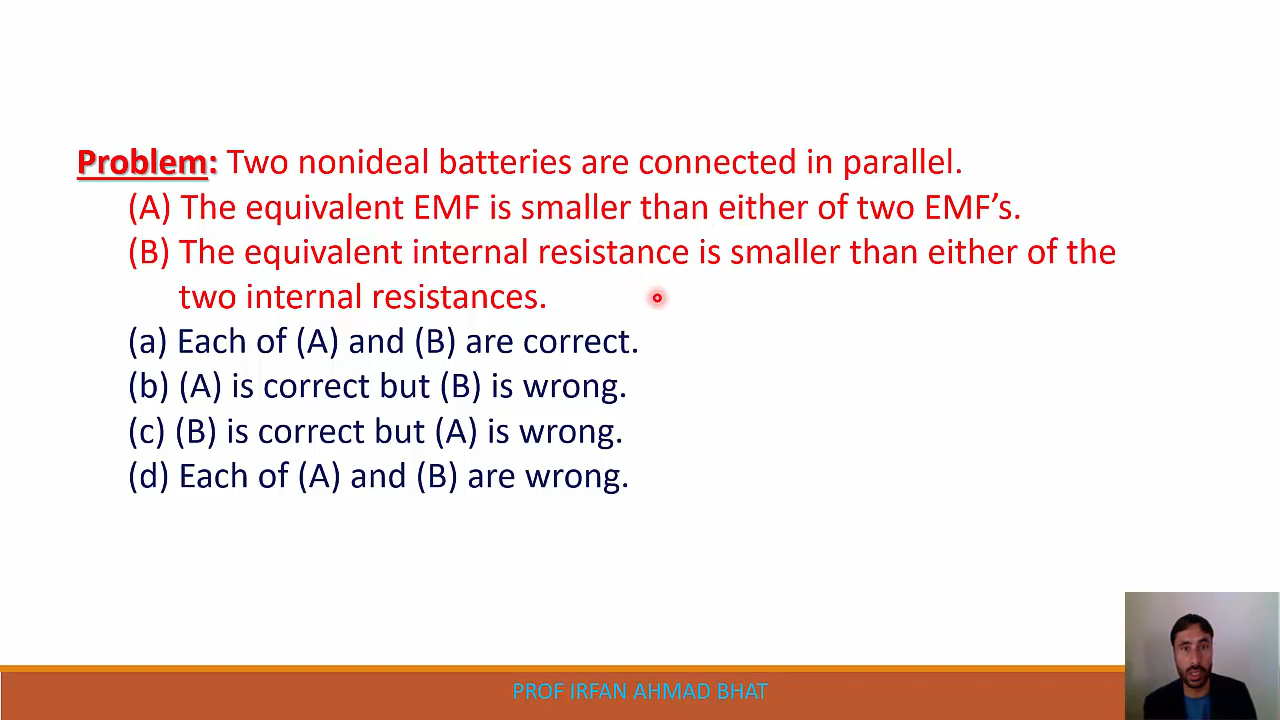 Problem: Two nonideal batteries are connected in parallel.
(A) The equivalent EMF is smaller than either of two EMF’s.
(B) The equivalent internal resistance is smaller than either of the
two internal resistances.
(a) Each of (A) and (B) are correct.
(b) (A) is correct but (B) is wrong.
(c) (B) is correct but (A) is wrong.
(d) Each of (A) and (B) are wrong.
PROF IRFAN AHMAD BHAT